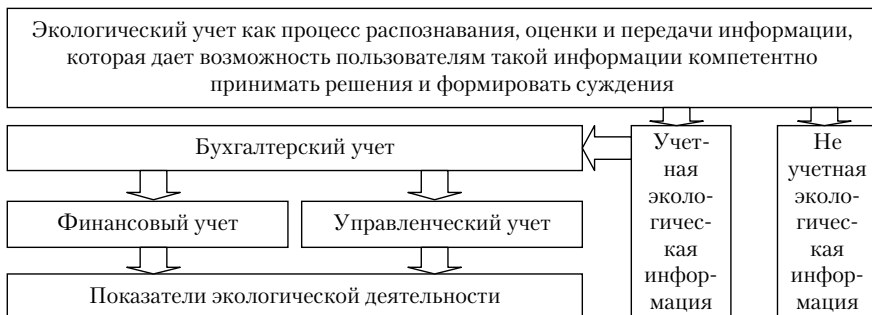 Экологический учет как процесс распознавания, оценки и передачи информации,
которая дает возможность пользователям такой информации компетентно
принимать решения и формировать суждения
Бухгалтерский учет
Финансовый учет
Управленческий учет
Показатели экологической деятельности
Учет-
ная
эколо-
гичес-
кая
инфор-
мация
Не
учетная
эколо-
гичес-
кая
инфор-
мация